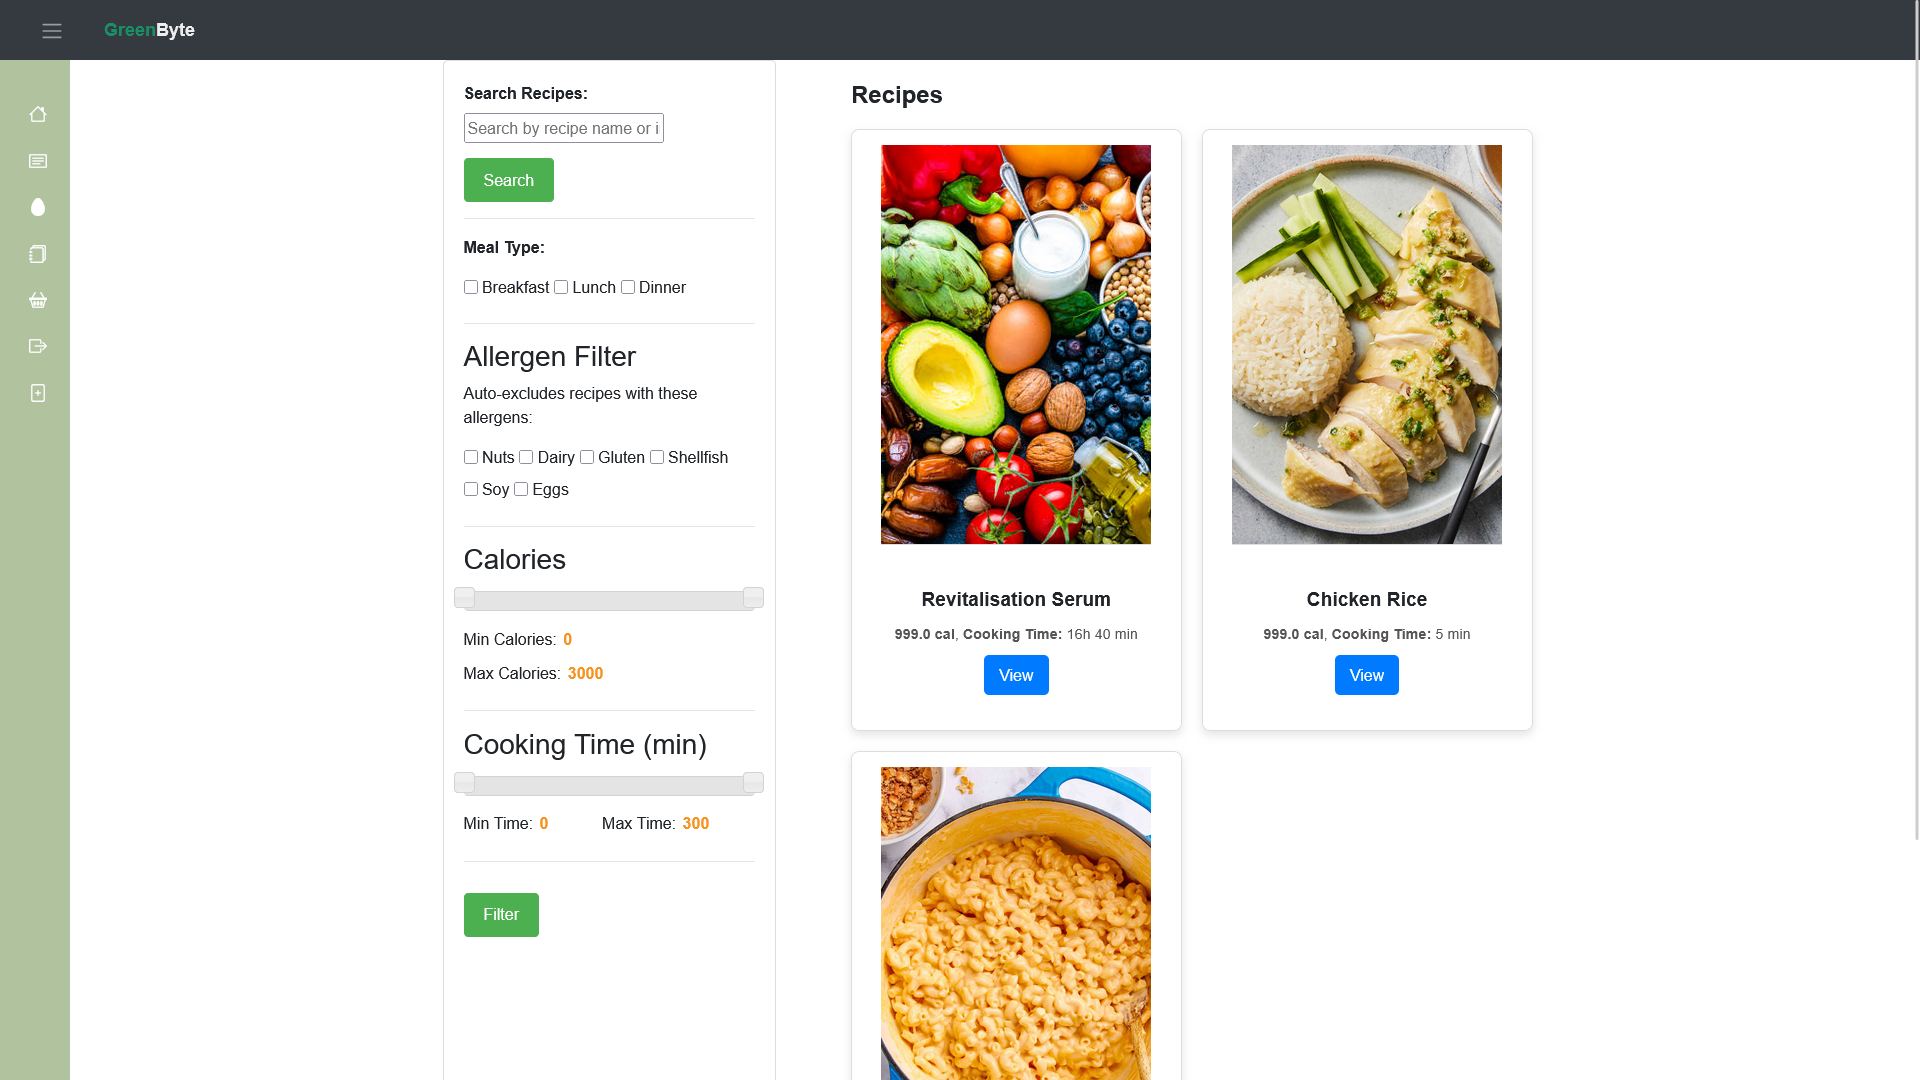 GreenByte
Search Recipes:
Search by recipe name or i
Search
Meal Type:
Breakfast Lunch Dinner
Allergen Filter
Auto-excludes recipes with these
allergens:
Nuts Dairy Gluten Shellfish
Soy Eggs
Calories
Min Calories: 0
Max Calories: 3000
Cooking Time (min)
Min Time: 0 Max Time: 300
Filter
Recipes
Revitalisation Serum
999.0 cal, Cooking Time: 16h 40 min
View
Chicken Rice
999.0 cal, Cooking Time: 5 min
View